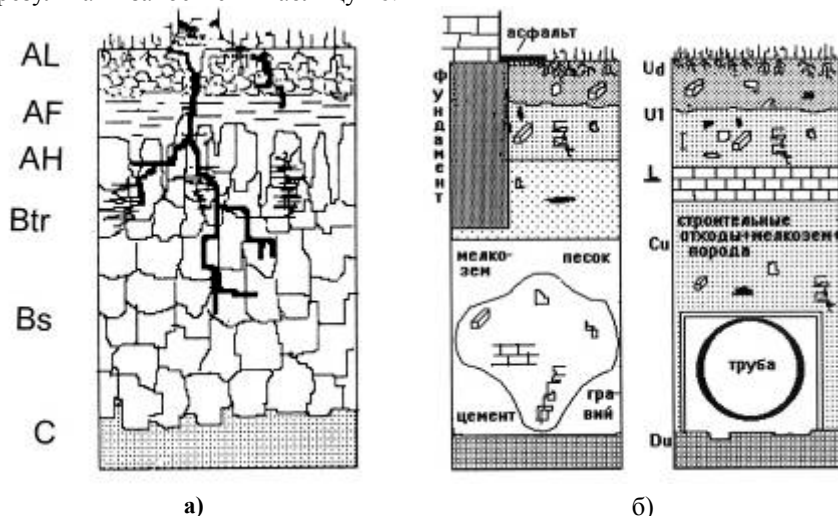 AL
AF
AH
Btr
Bs
C
а)
асфальт
фундамент
мелко-
зем
песок
цемент
гра-
вий
Ud
U1
L
Cu
Du
строительные
отходы+мелкозем+
порода
труба
б)